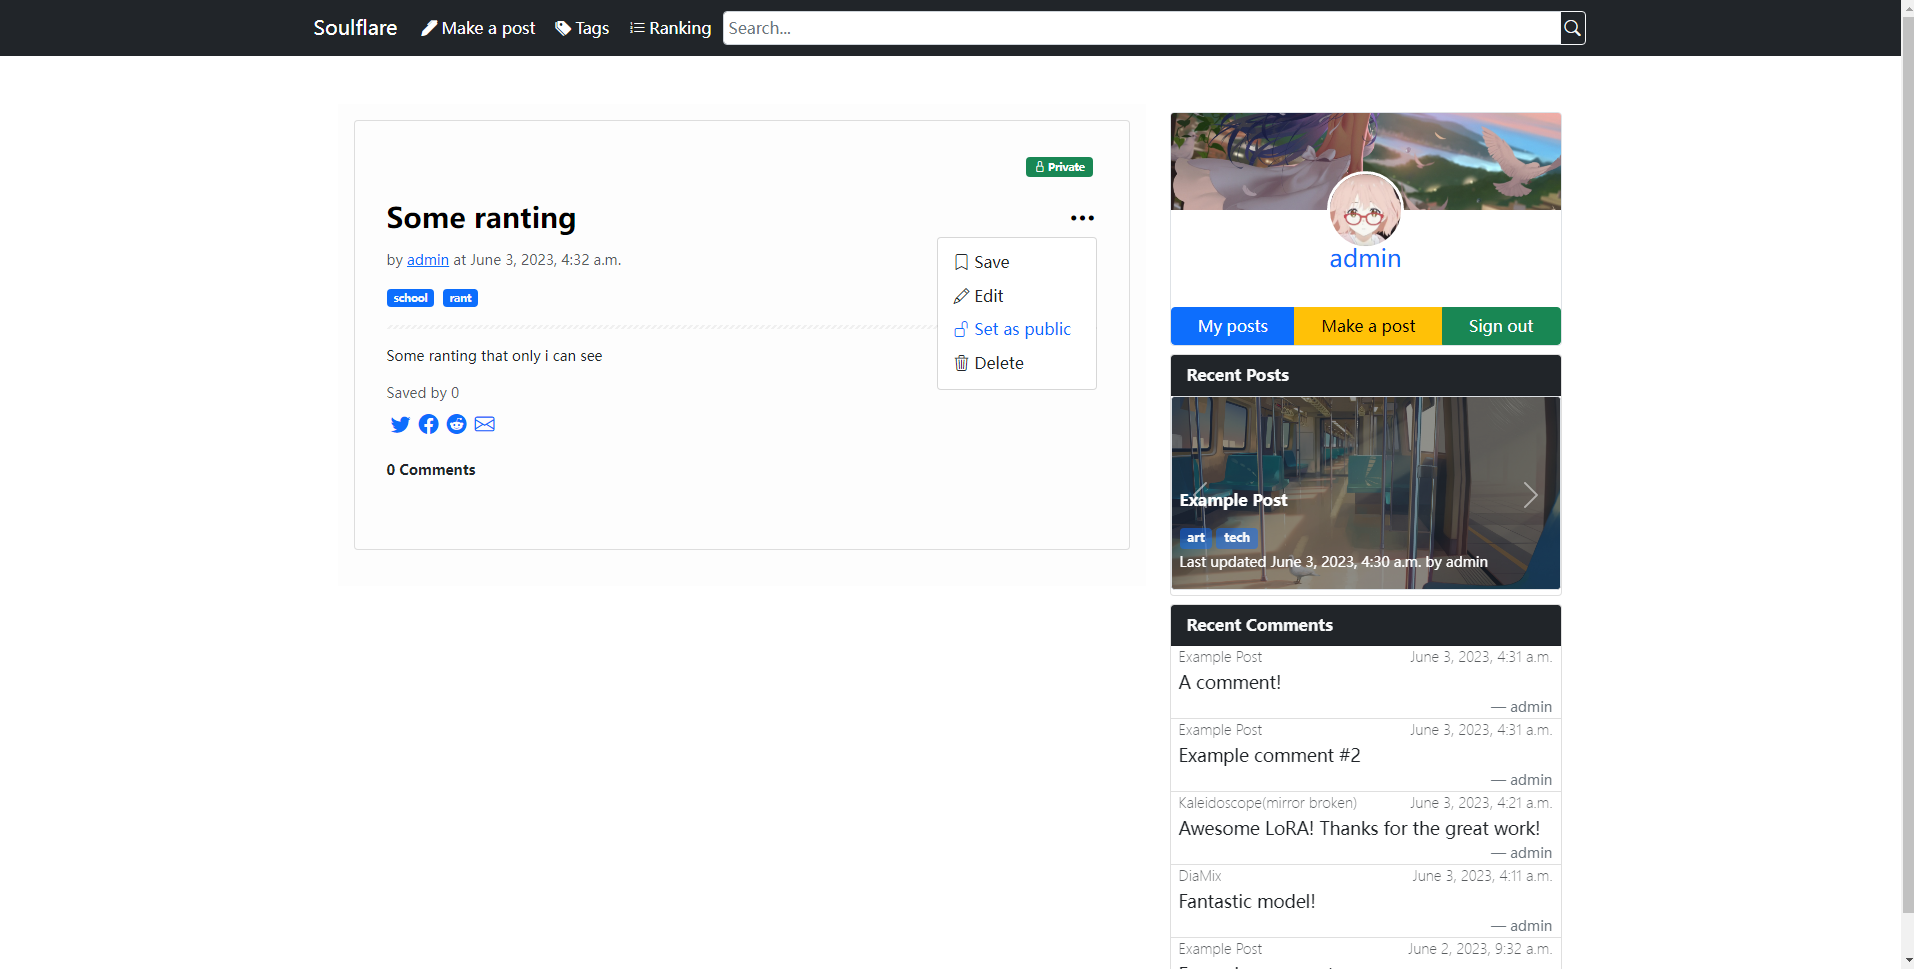 Soulflare
Make a post
Tags
Ranking
Search...
Private
Some ranting
by admin at June 3, 2023, 4:32 a.m.
school rant
Save
Edit
Set as public
Delete
Some ranting that only i can see
Saved by 0
0 Comments
admin
My posts
Make a post
Sign out
Recent Posts
Example Post
art tech
Last updated June 3, 2023, 4:30 a.m. by admin
Recent Comments
Example Post June 3, 2023, 4:31 a.m.
A comment!
— admin
Example Post June 3, 2023, 4:31 a.m.
Example comment #2
— admin
Kaleidoscope(mirror broken) June 3, 2023, 4:21 a.m.
Awesome LoRA! Thanks for the great work!
— admin
DiaMix June 3, 2023, 4:11 a.m.
Fantastic model!
— admin
Example Post June 2, 2023, 9:32 a.m.